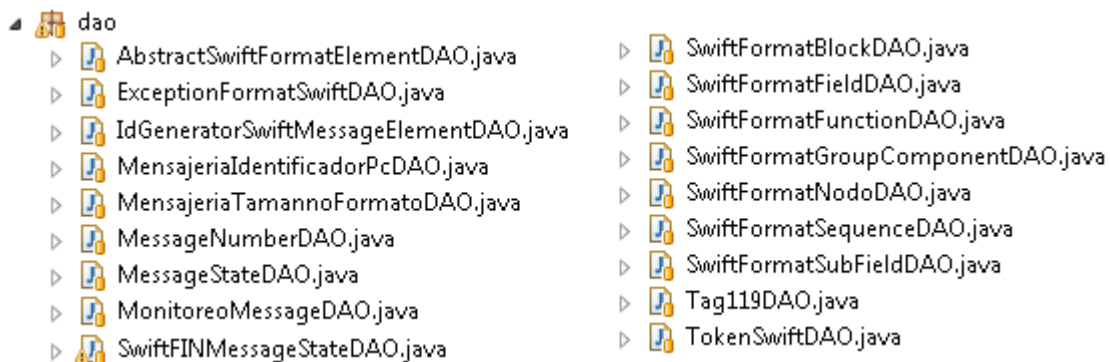 dao
AbstractSwiftFormatElementDAO.java
ExceptionFormatSwiftDAO.java
IdGeneratorSwiftMessageElementDAO.java
MensajeriaIdentificadorPcDAO.java
MensajeriaTamannoFormatoDAO.java
MessageNumberDAO.java
MessageStateDAO.java
MonitoreoMessageDAO.java
SwiftFINMessageStateDAO.java
SwiftFormatBlockDAO.java
SwiftFormatFieldDAO.java
SwiftFormatFunctionDAO.java
SwiftFormatGroupComponentDAO.java
SwiftFormatNodoDAO.java
SwiftFormatSequenceDAO.java
SwiftFormatSubFieldDAO.java
Tag119DAO.java
TokenSwiftDAO.java